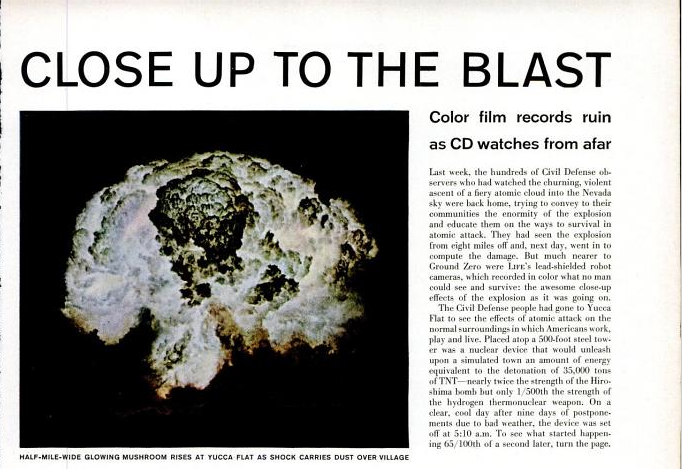 CLOSE UP TO THE BLAST
Color film records ruin
as CD watches from afar
Last week, the hundreds of Civil Defense ob-
servers who had watched the churning, violent
ascent of a fiery atomic cloud into the Nevada
sky were back home, trying to convey to their
communities the enormity of the explosion
and educate them on the ways to survival in
atomic attack. They had seen the explosion
from eight miles off and, next day, went in to
compute the damage. But much nearer to
Ground Zero were LIFE's lead-shielded robot
cameras, which recorded in color what no man
could see and survive: the awesome close-up
effects of the explosion as it was going on.
The Civil Defense people had gone to Yucca
Flat to see the effects of atomic attack on the
normal surroundings in which Americans work,
play and live. Placed atop a 500-foot steel tow-
er was a nuclear device that would unleash
upon a simulated town an amount of energy
equivalent to the detonation of 35,000 tons
of TNT—nearly twice the strength of the Hiro-
shima bomb but only 1/500th the strength of
the hydrogen thermonuclear weapon. On a
clear, cool day after nine days of postpone-
ments due to bad weather, the device was set
off at 5:10 a.m. To see what started happen-
ing 65/100th of a second later, turn the page.
HALF-MILE-WIDE GLOWING MUSHROOM RISES AT YUCCA FLAT AS SHOCK CARRIES DUST OVER VILLAGE